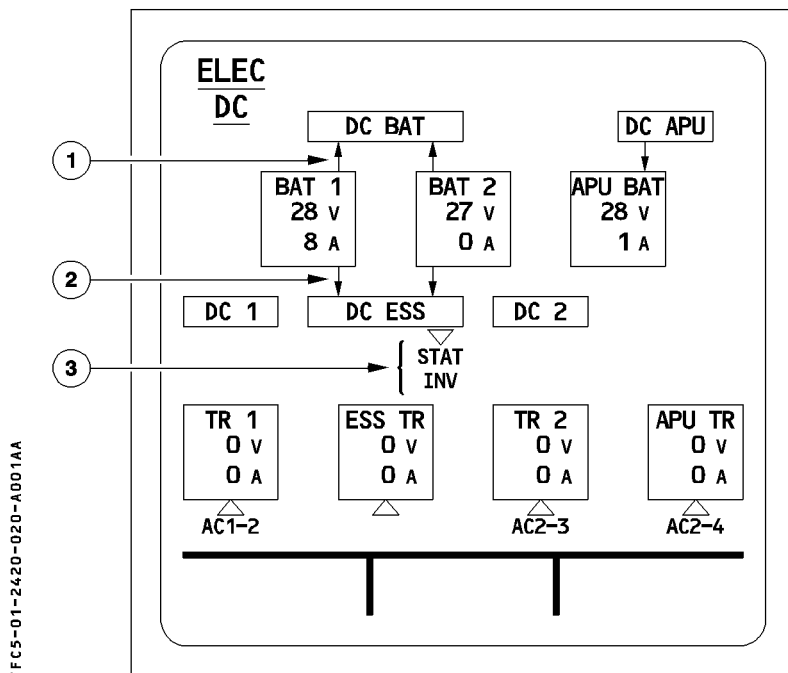 ELEC
DC
DC BAT
DC APU
1
BAT 1
28 V
8 A
BAT 2
27 V
0 A
APU BAT
28 V
1 A
2
DC 1
DC ESS
DC 2
3
STAT
INV
TR 1
0 V
0 A
ESS TR
0 V
0 A
TR 2
0 V
0 A
APU TR
0 V
0 A
AC1-2
AC2-3
AC2-4
FC5-01-2420-020-A001AA